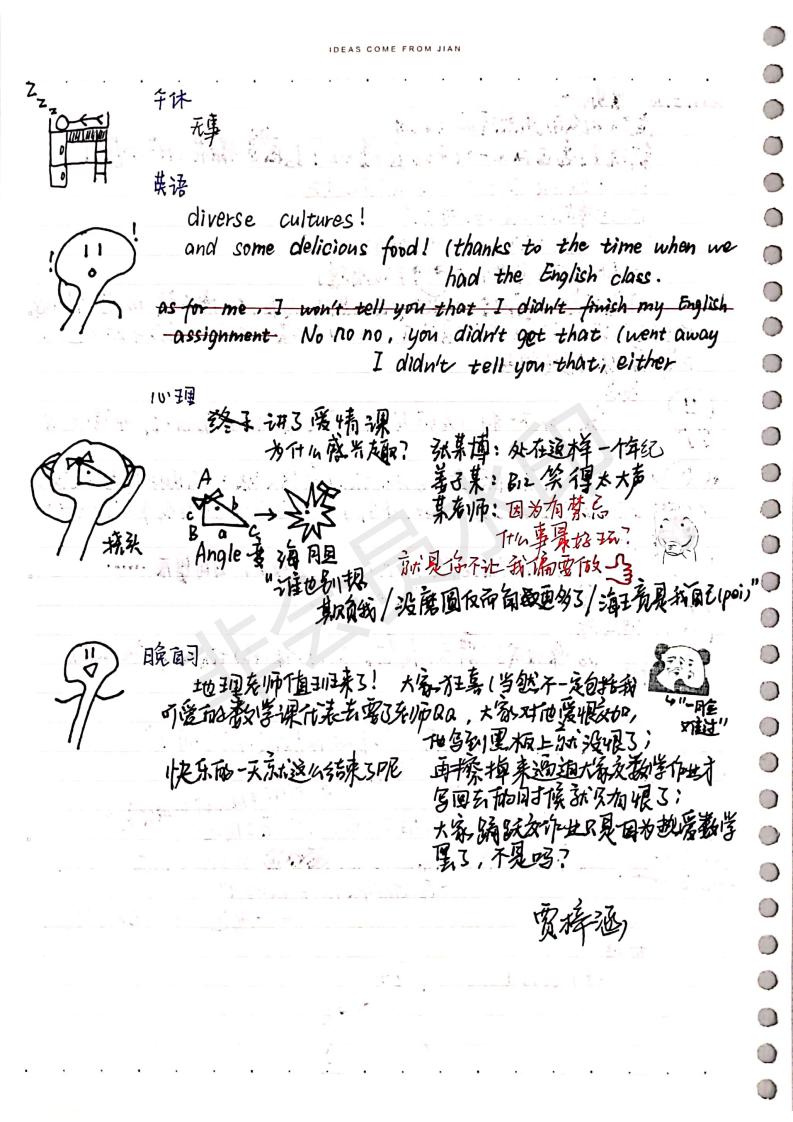 IDEAS COME FROM JIAN
Z Z Z Z
午休
无事
英语
diverse cultures!
and some delicious food! (thanks to the time when we
had the English class.
as for me, I won't tell you that I didn't finish my English
assignment. No no no, you didn't get that (went away
I didn't tell you that, either
心理
终于讲了爱情课
为什么感兴趣?
张某博:处在这样一个年纪
姜子某:Biz笑得太大声
某老师:因为有禁忌
什么事最好玩?
就是你不让我偏要做
挠头
A
c b
B a C
Angle 变 海胆
"谁也别想
欺负我/没磨圆反而角更多了/海王竟是我自己(pei)"
晚自习
地理老师值班来了!
大家狂喜(当然不一定包括我
可爱的数学课代表去要了老师QQ,大家对他爱恨交加,
他写到黑板上就没恨了;
再擦掉来逼迫大家交数学作业才
写回去的时候就只有恨了;
大家踊跃交作业只是因为热爱数学
罢了,不是吗?
"一脸
难过"
快乐的一天就这么结束了呢
贾梓涵
非会员水印